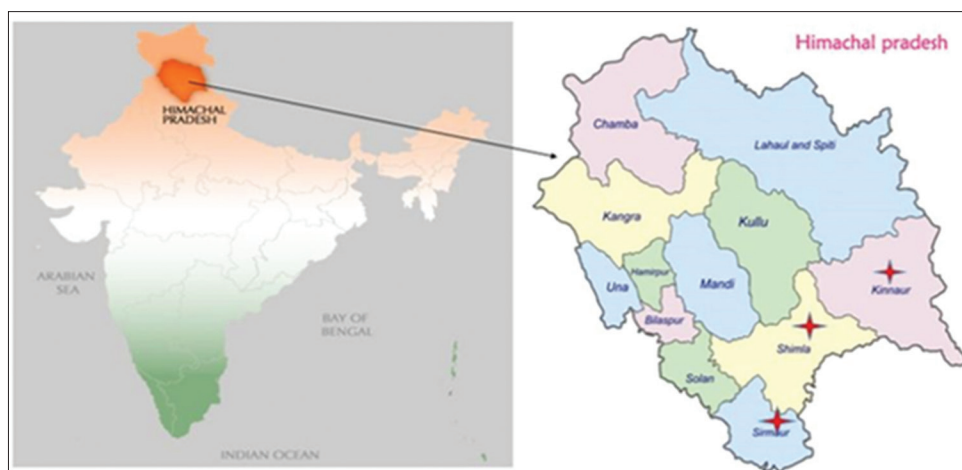 HIMACHAL
PRADESH
ARABIAN
SEA
BAY OF
BENGAL
INDIAN OCEAN
Himachal pradesh
Chamba
Lahaul and Spiti
Kangra
Kullu
Hamirpur
Una
Mandi
Kinnaur
Bilaspur
Shimla
Solan
Sirmaur